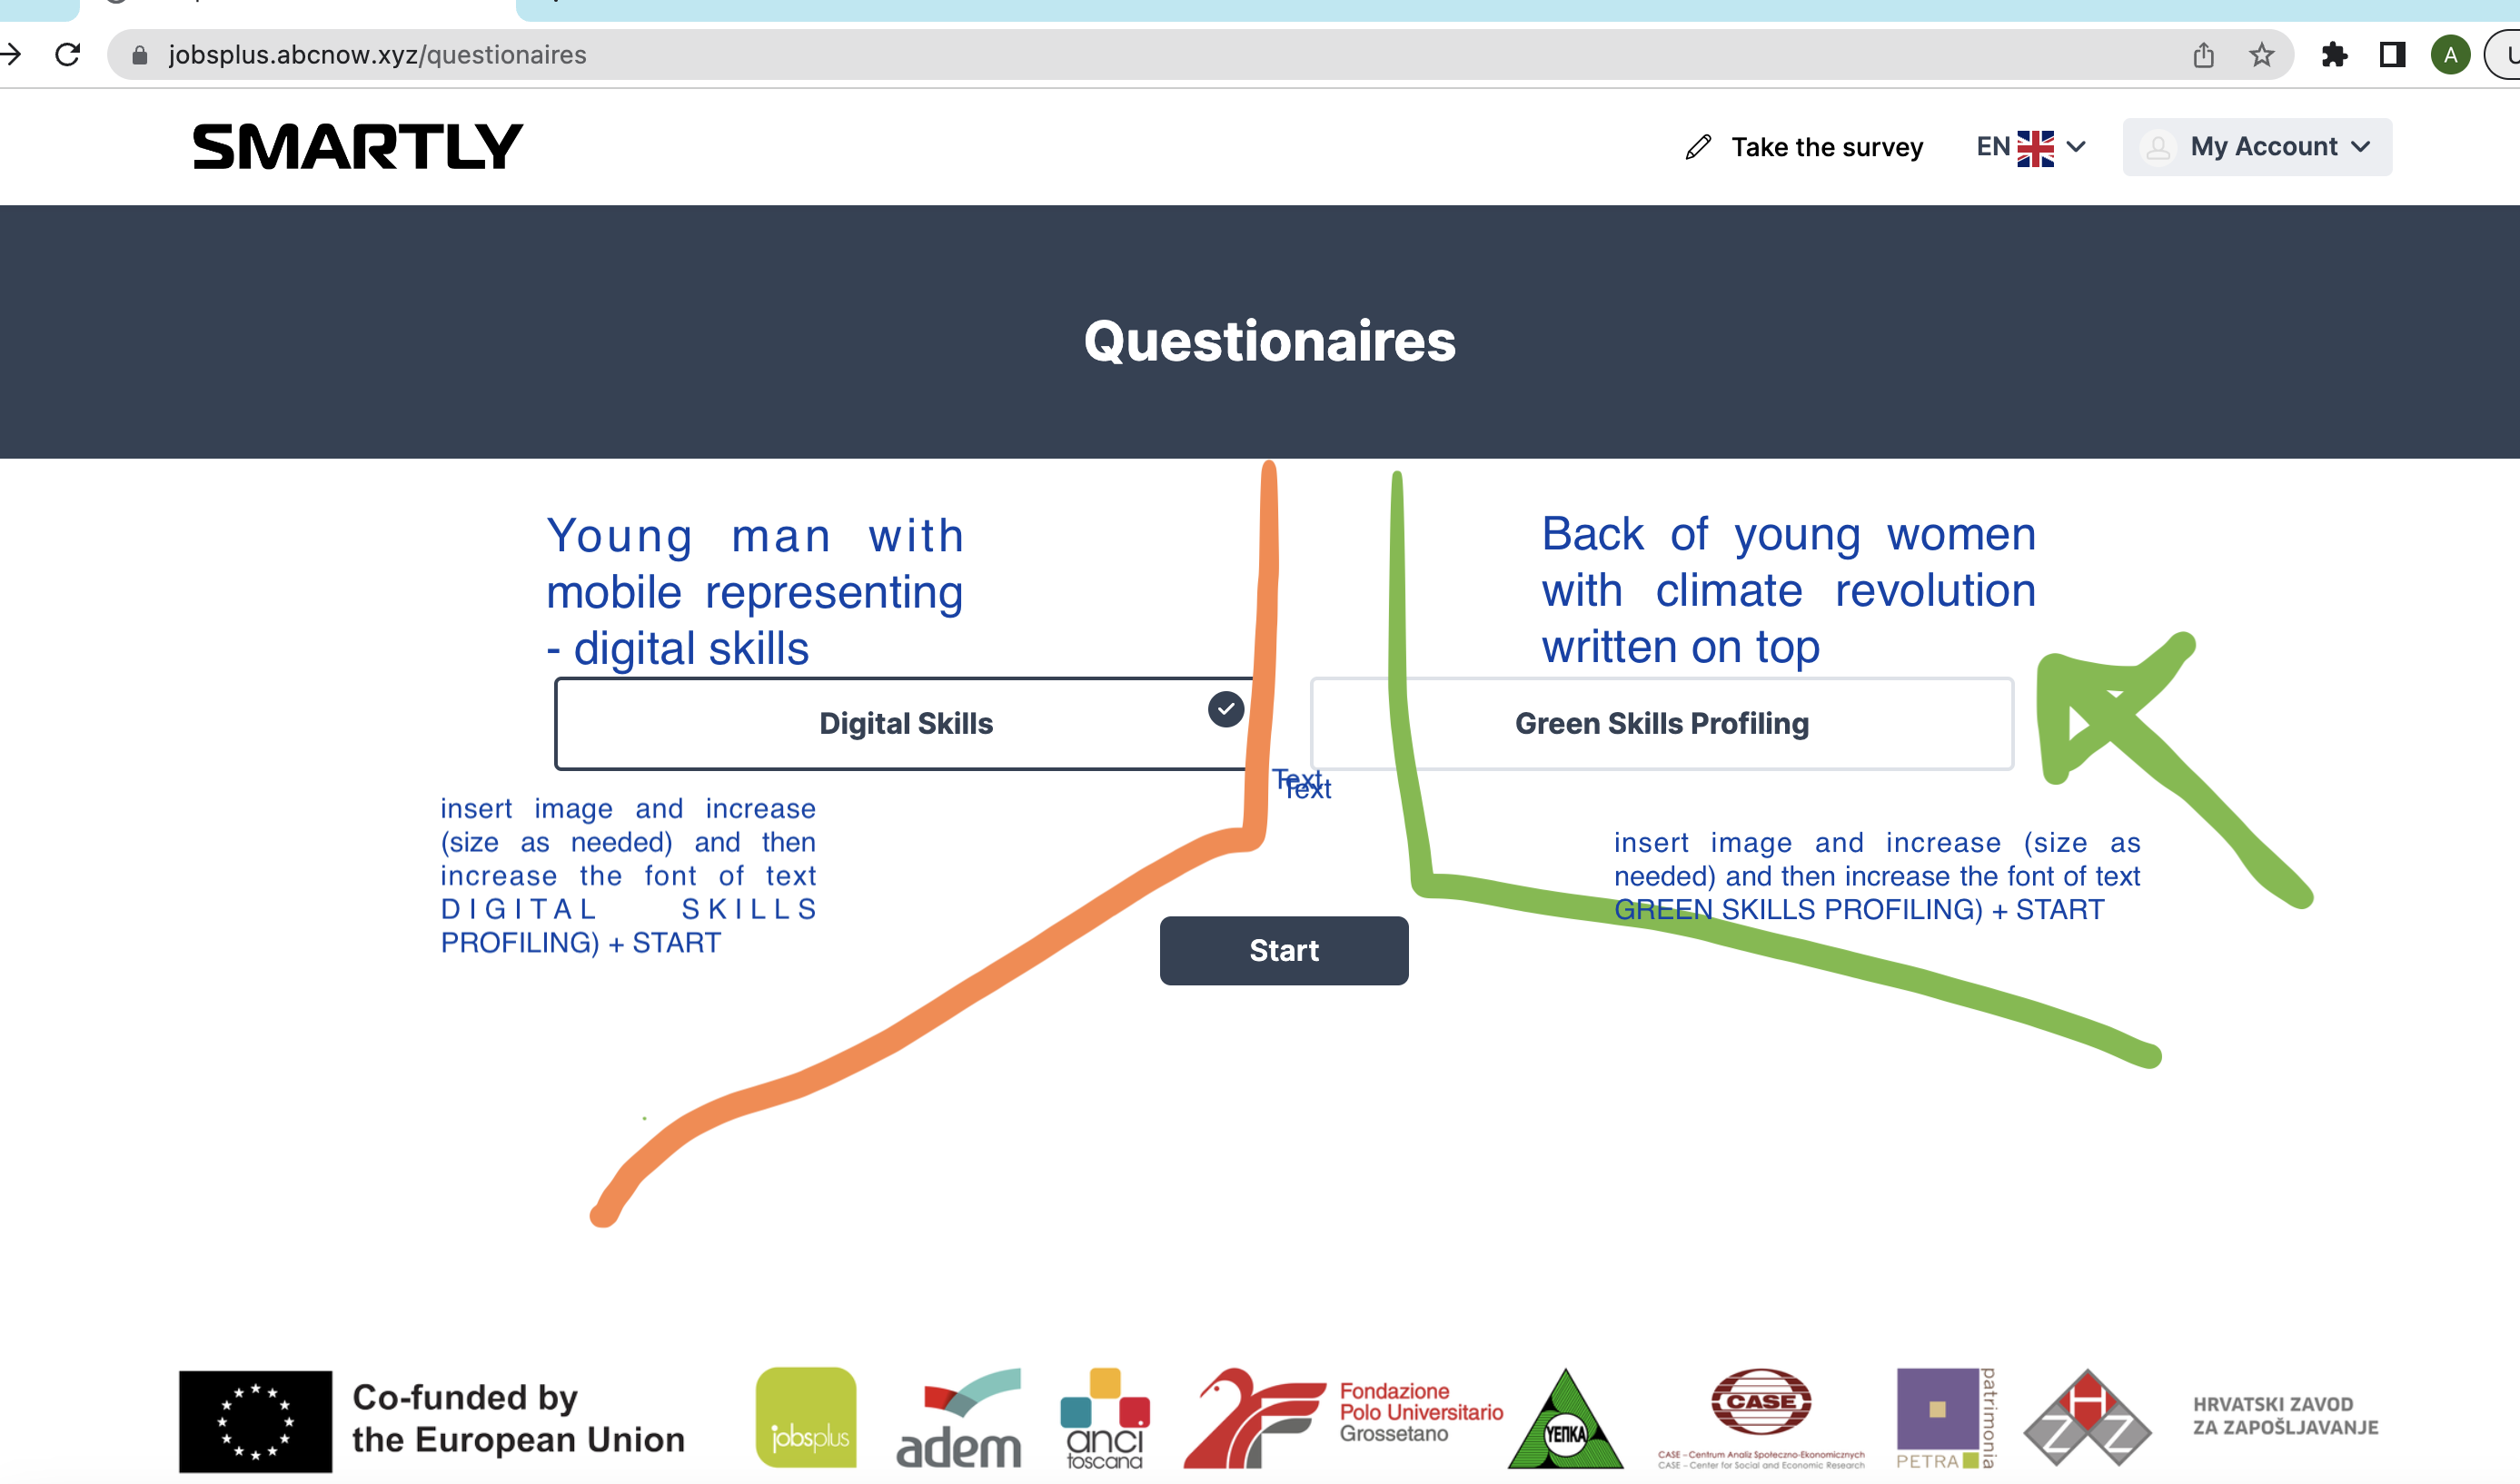 jobsplus.abcnow.xyz/questionaires
A
SMARTLY
Take the survey
EN
My Account
Questionaires
Young man with
mobile representing
- digital skills
Back of young women
with climate revolution
written on top
Digital Skills
Green Skills Profiling
Text
Text
insert image and increase
(size as needed) and then
increase the font of text
DIGITAL SKILLS
PROFILING) + START
insert image and increase (size as
needed) and then increase the font of text
GREEN SKILLS PROFILING) + START
Start
Co-funded by
the European Union
jobsplus
adem
anci
toscana
Fondazione
Polo Universitario
Grossetano
YEПKA
CASE
CASE – Centrum Analiz Społeczno-Ekonomicznych
CASE – Center for Social and Economic Research
PETRA
patrimonia
HZZ
HRVATSKI ZAVOD
ZA ZAPOŠLJAVANJE